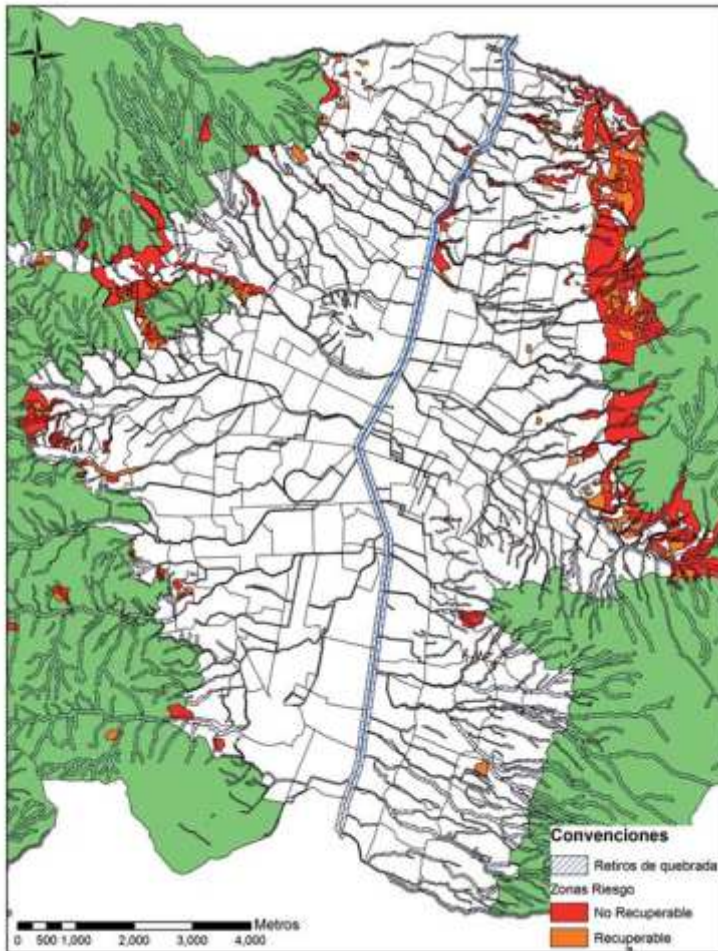 Convenciones
Retiros de quebrada
Zonas Riesgo
No Recuperable
Recuperable
Metros
0 500 1,000 2,000 3,000 4,000